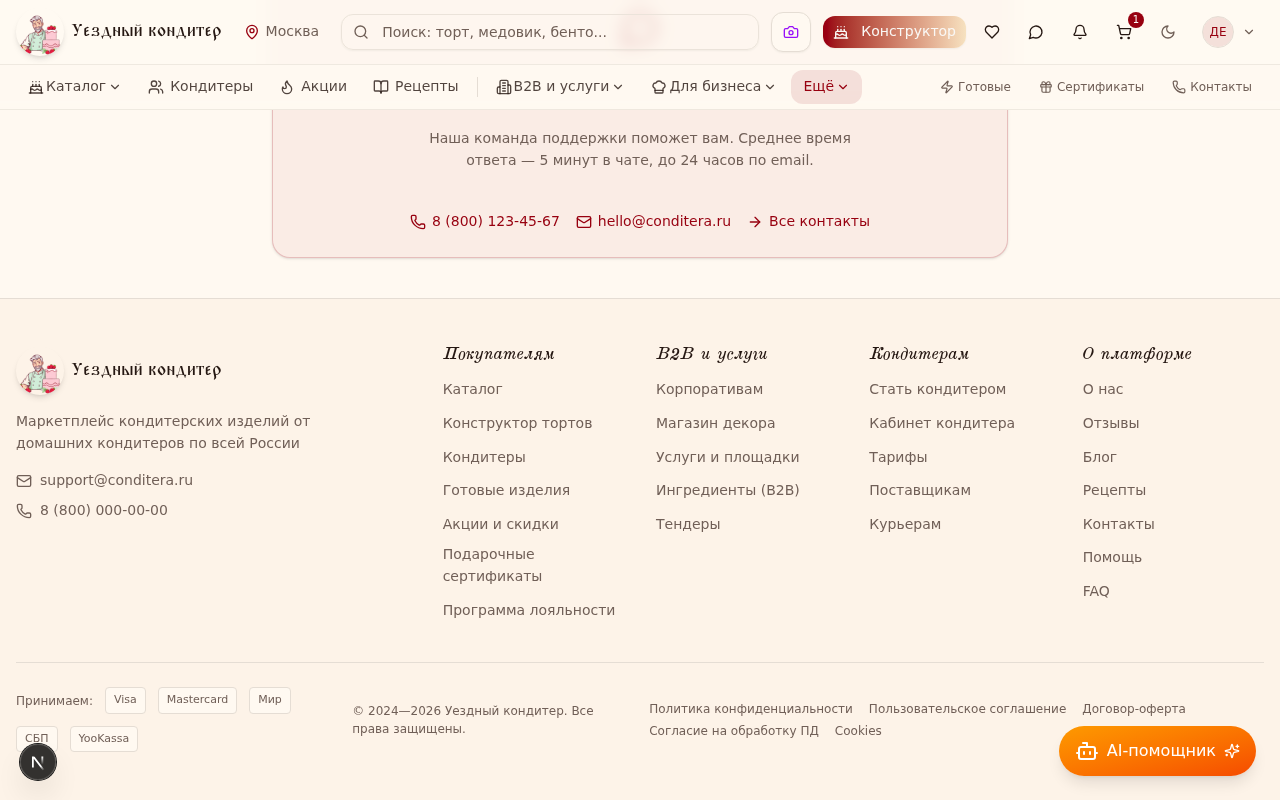 Уездный кондитер
Москва
Поиск: торт, медовик, бенто...
Конструктор
1
ДЕ
Каталог
Кондитеры
Акции
Рецепты
B2B и услуги
Для бизнеса
Ещё
Готовые
Сертификаты
Контакты
Наша команда поддержки поможет вам. Среднее время
ответа — 5 минут в чате, до 24 часов по email.
8 (800) 123-45-67
hello@conditera.ru
Все контакты
Уездный кондитер
Маркетплейс кондитерских изделий от
домашних кондитеров по всей России
support@conditera.ru
8 (800) 000-00-00
Покупателям
Каталог
Конструктор тортов
Кондитеры
Готовые изделия
Акции и скидки
Подарочные
сертификаты
Программа лояльности
B2B и услуги
Корпоративам
Магазин декора
Услуги и площадки
Ингредиенты (B2B)
Тендеры
Кондитерам
Стать кондитером
Кабинет кондитера
Тарифы
Поставщикам
Курьерам
О платформе
О нас
Отзывы
Блог
Рецепты
Контакты
Помощь
FAQ
Принимаем:
Visa
Mastercard
Мир
СБП
YooKassa
© 2024—2026 Уездный кондитер. Все
права защищены.
Политика конфиденциальности
Пользовательское соглашение
Договор-оферта
Согласие на обработку ПД
Cookies
N
AI-помощник